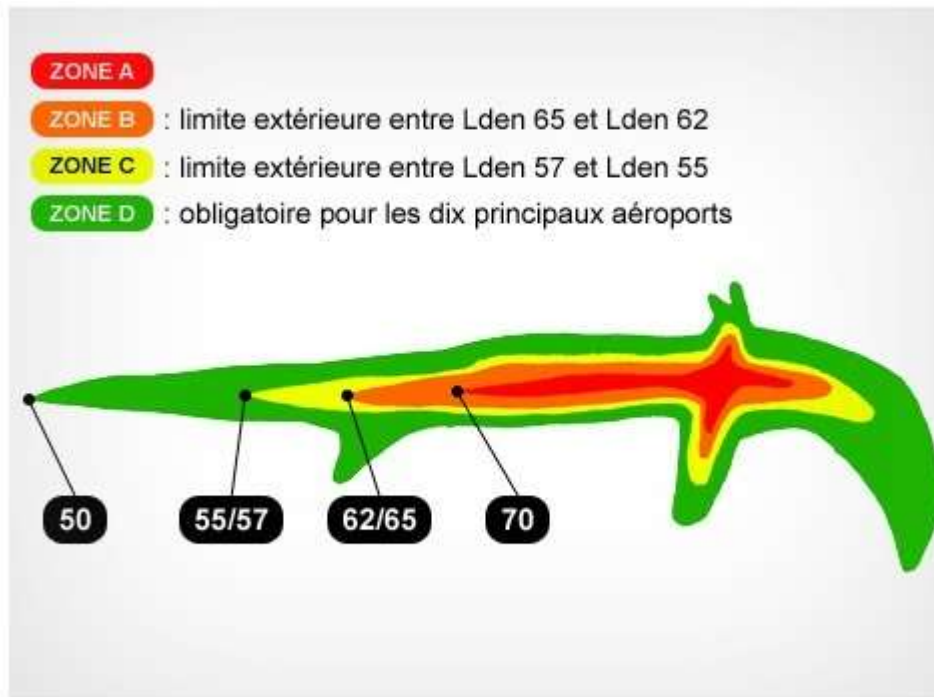 ZONE A
ZONE B : limite extérieure entre Lden 65 et Lden 62
ZONE C : limite extérieure entre Lden 57 et Lden 55
ZONE D : obligatoire pour les dix principaux aéroports
50 55/57 62/65 70